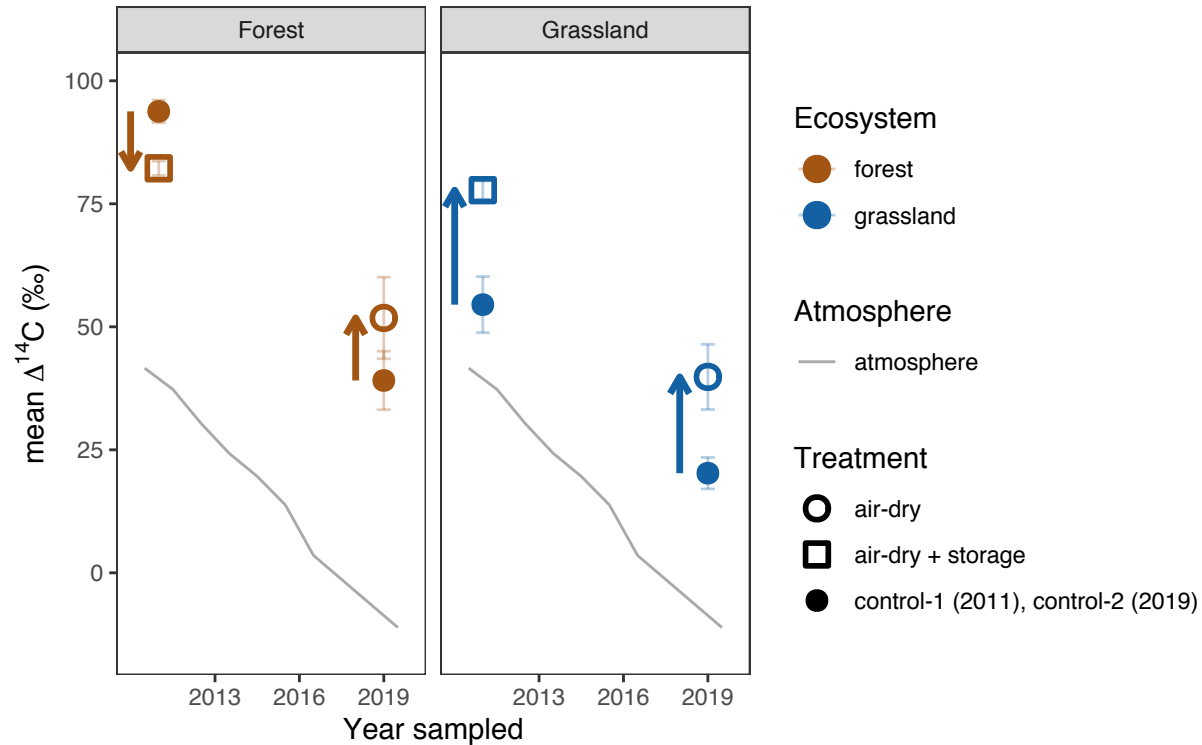 Forest
Grassland
mean Δ¹⁴C (‰)
100
75
50
25
0
2013
2016
2019
2013
2016
2019
Year sampled
Ecosystem
forest
grassland
Atmosphere
atmosphere
Treatment
air-dry
air-dry + storage
control-1 (2011), control-2 (2019)